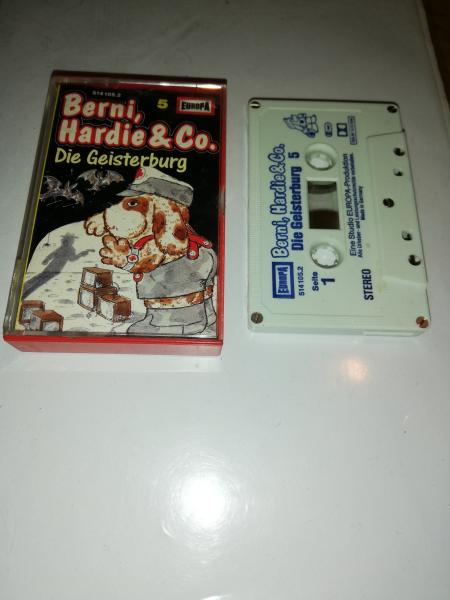 514 105.2
5
EUROPA
Berni,
Hardie & Co.
Die Geisterburg
Berni, Hardie & Co.
Die Geisterburg 5
EUROPA
514 105.2
Seite
1
Eine Studio EUROPA-Produktion
Made in Germany
STEREO